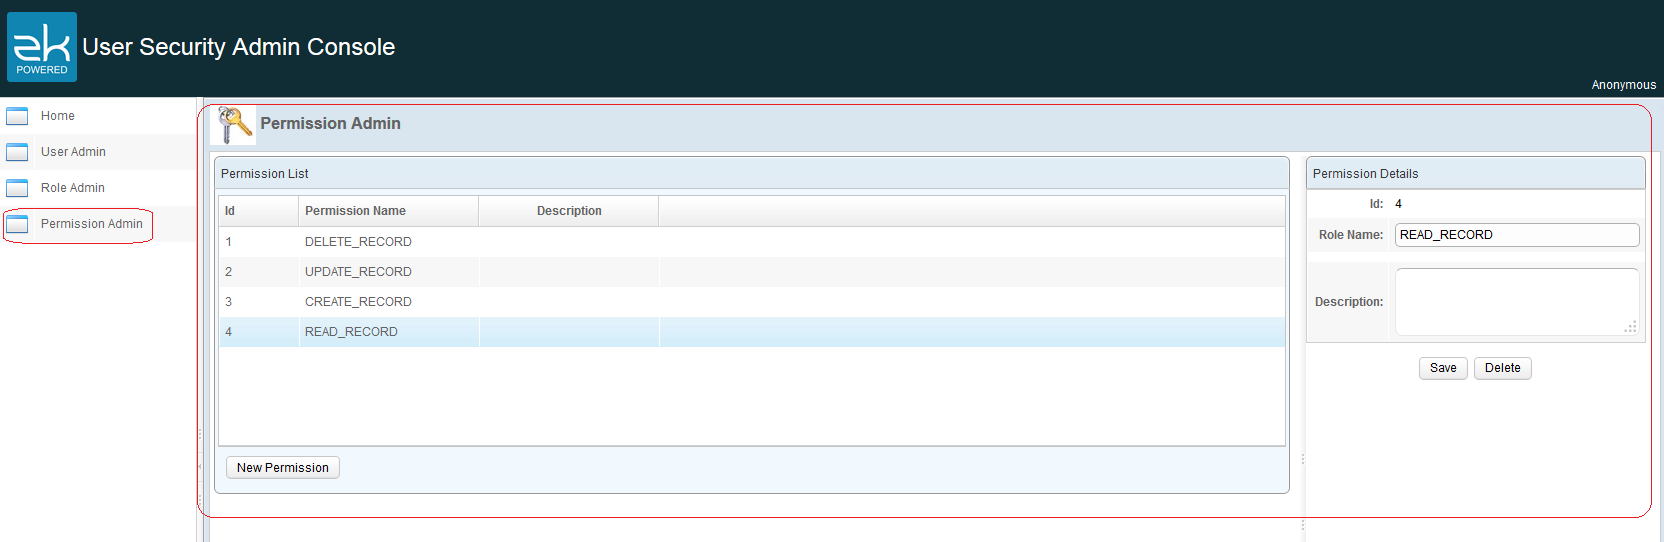 zk
POWERED
User Security Admin Console
Anonymous
Home
User Admin
Role Admin
Permission Admin
Permission Admin
Permission List
Id Permission Name Description
1 DELETE_RECORD
2 UPDATE_RECORD
3 CREATE_RECORD
4 READ_RECORD
New Permission
Permission Details
Id: 4
Role Name: READ_RECORD
Description:
Save Delete